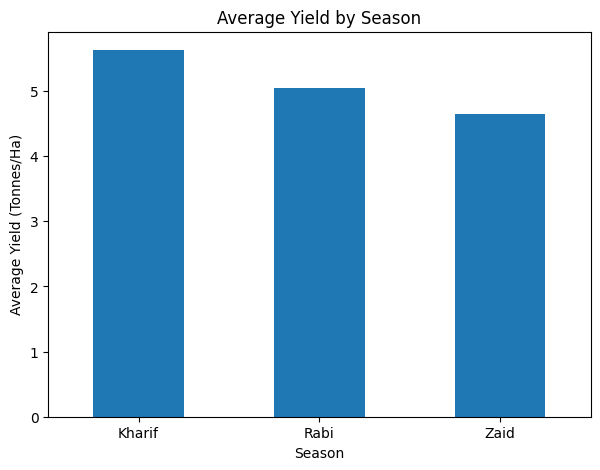 Average Yield by Season
Average Yield (Tonnes/Ha)
5
4
3
2
1
0
Kharif
Rabi
Zaid
Season